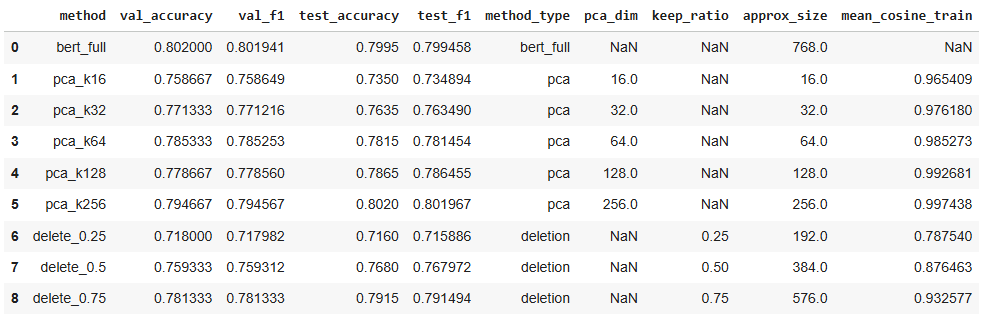 method val_accuracy val_f1 test_accuracy test_f1 method_type pca_dim keep_ratio approx_size mean_cosine_train
0 bert_full 0.802000 0.801941 0.7995 0.799458 bert_full NaN NaN 768.0 NaN
1 pca_k16 0.758667 0.758649 0.7350 0.734894 pca 16.0 NaN 16.0 0.965409
2 pca_k32 0.771333 0.771216 0.7635 0.763490 pca 32.0 NaN 32.0 0.976180
3 pca_k64 0.785333 0.785253 0.7815 0.781454 pca 64.0 NaN 64.0 0.985273
4 pca_k128 0.778667 0.778560 0.7865 0.786455 pca 128.0 NaN 128.0 0.992681
5 pca_k256 0.794667 0.794567 0.8020 0.801967 pca 256.0 NaN 256.0 0.997438
6 delete_0.25 0.718000 0.717982 0.7160 0.715886 deletion NaN 0.25 192.0 0.787540
7 delete_0.5 0.759333 0.759312 0.7680 0.767972 deletion NaN 0.50 384.0 0.876463
8 delete_0.75 0.781333 0.781333 0.7915 0.791494 deletion NaN 0.75 576.0 0.932577